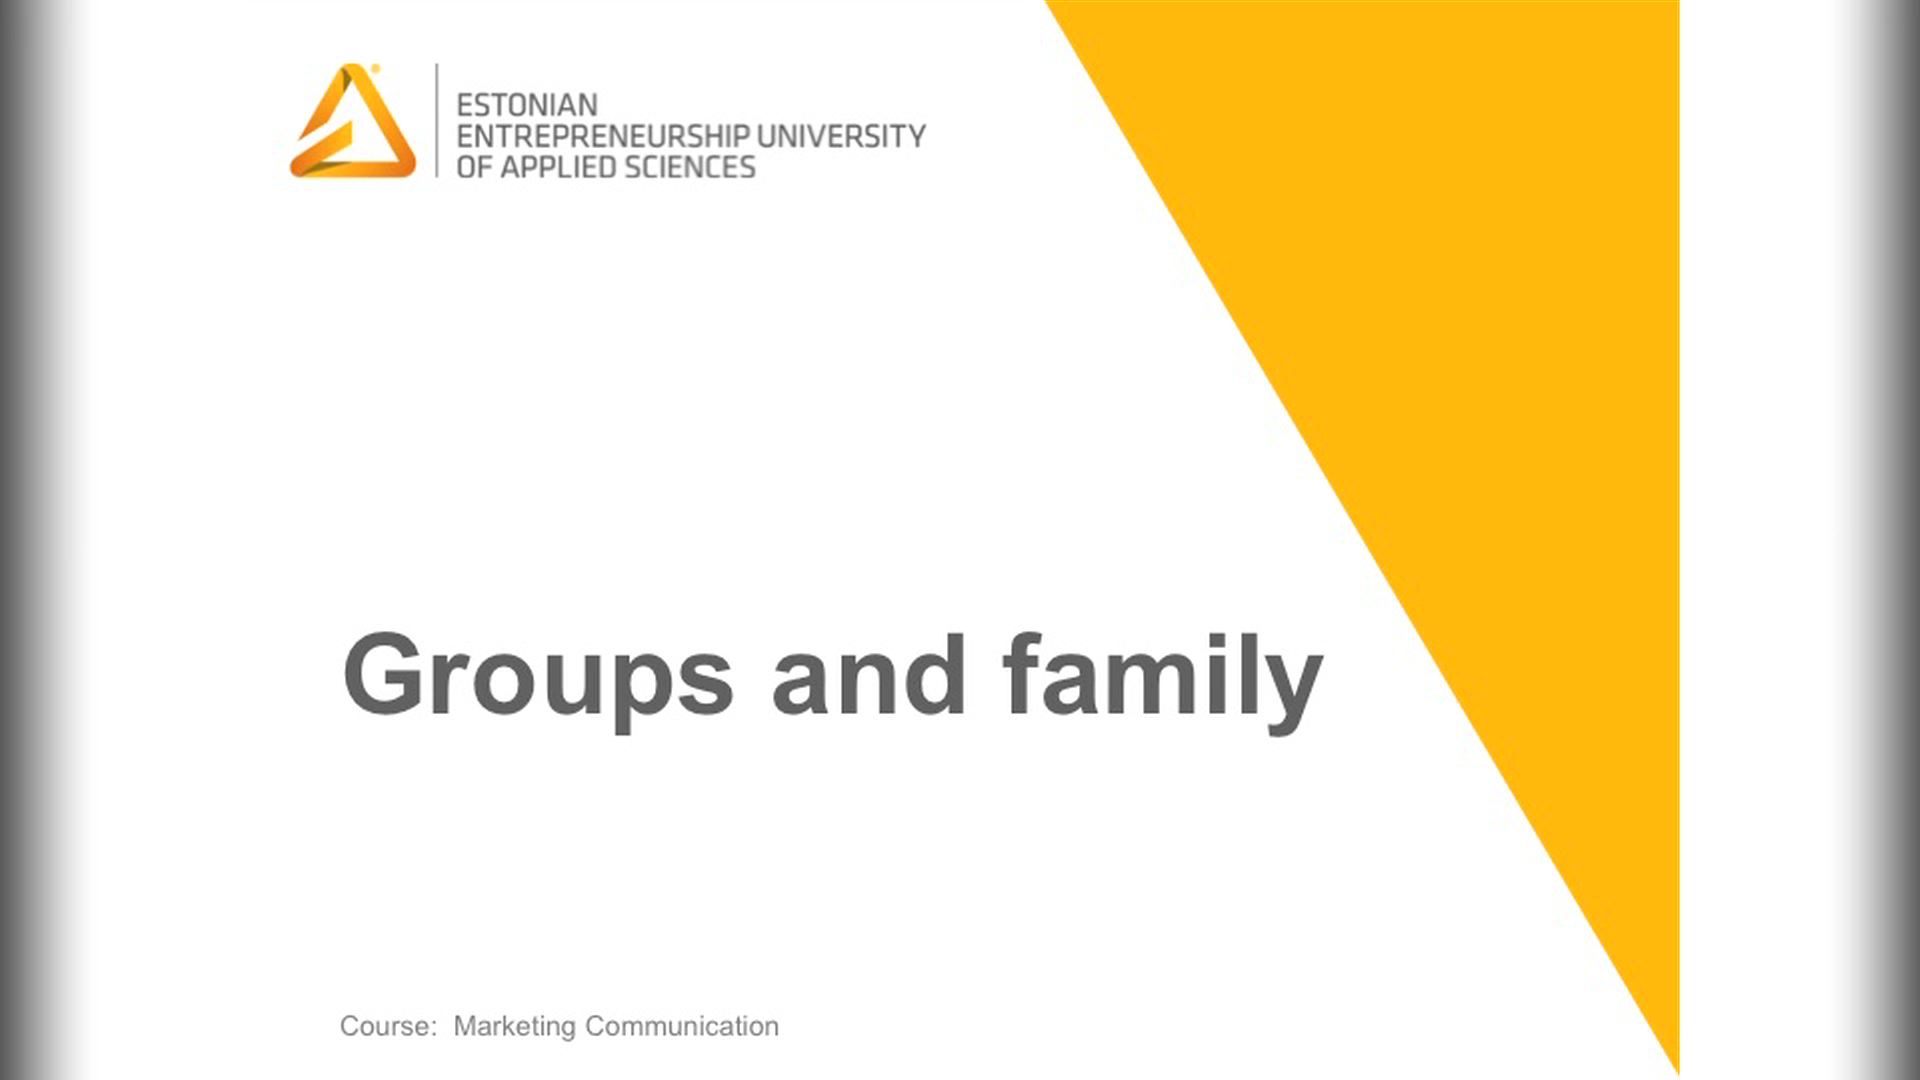 ESTONIAN
ENTREPRENEURSHIP UNIVERSITY
OF APPLIED SCIENCES
Groups and family
Course: Marketing Communication